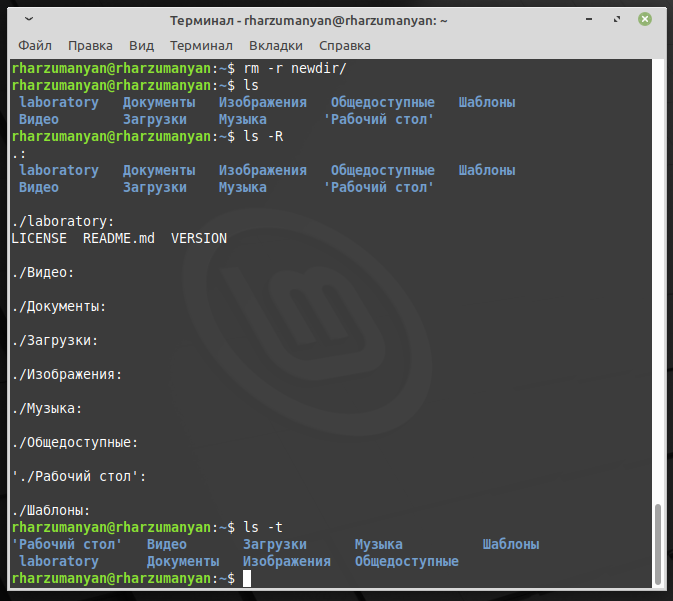 Терминал - rharzumanyan@rharzumanyan: ~
Файл Правка Вид Терминал Вкладки Справка
rharzumanyan@rharzumanyan:~$ rm -r newdir/
rharzumanyan@rharzumanyan:~$ ls
laboratory Документы Изображения Общедоступные Шаблоны
Видео Загрузки Музыка 'Рабочий стол'
rharzumanyan@rharzumanyan:~$ ls -R
.:
laboratory Документы Изображения Общедоступные Шаблоны
Видео Загрузки Музыка 'Рабочий стол'
./laboratory:
LICENSE README.md VERSION
./Видео:
./Документы:
./Загрузки:
./Изображения:
./Музыка:
./Общедоступные:
'./Рабочий стол':
./Шаблоны:
rharzumanyan@rharzumanyan:~$ ls -t
'Рабочий стол' Видео Загрузки Музыка Шаблоны
laboratory Документы Изображения Общедоступные
rharzumanyan@rharzumanyan:~$